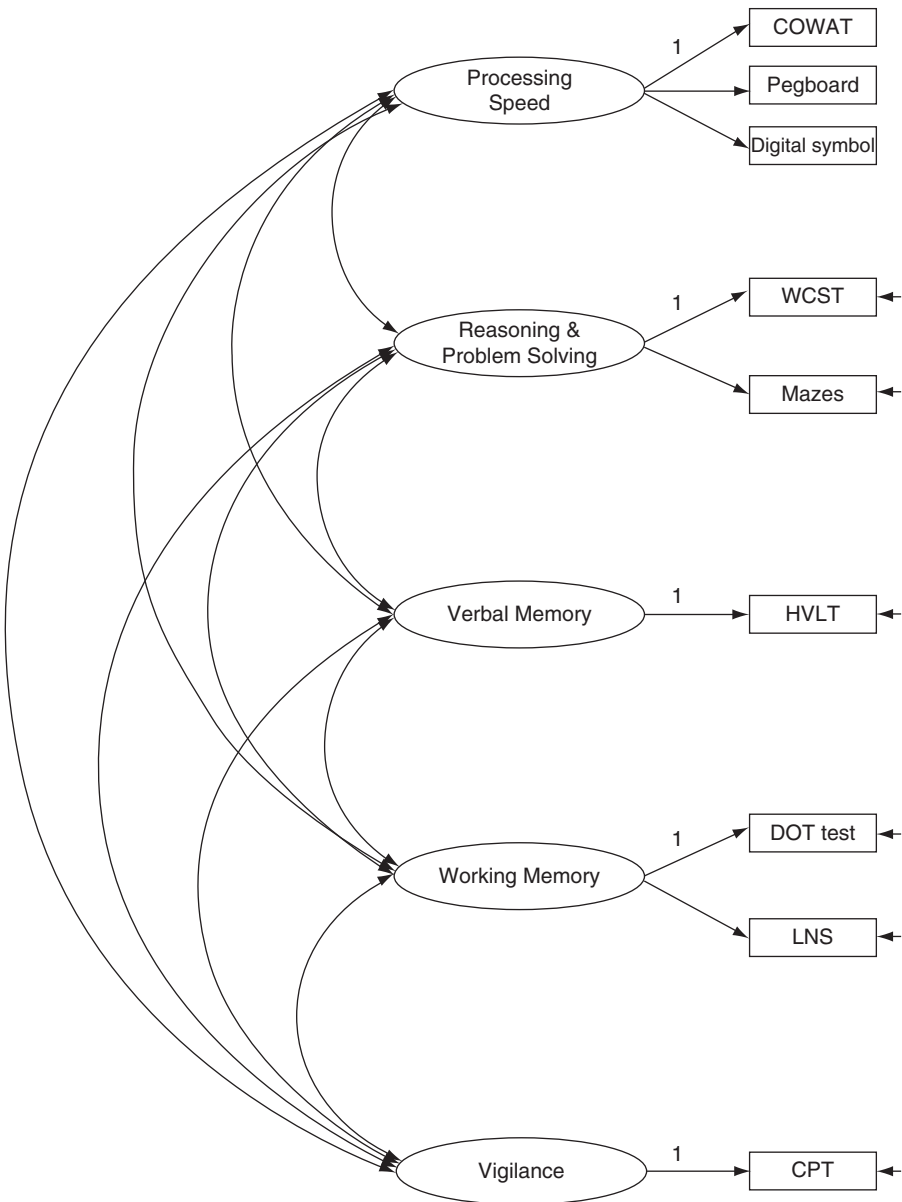 COWAT
1
Processing
Speed
Pegboard
Digital symbol
1
WCST
Reasoning &
Problem Solving
Mazes
Verbal Memory
1
HVLT
1
DOT test
Working Memory
LNS
Vigilance
1
CPT